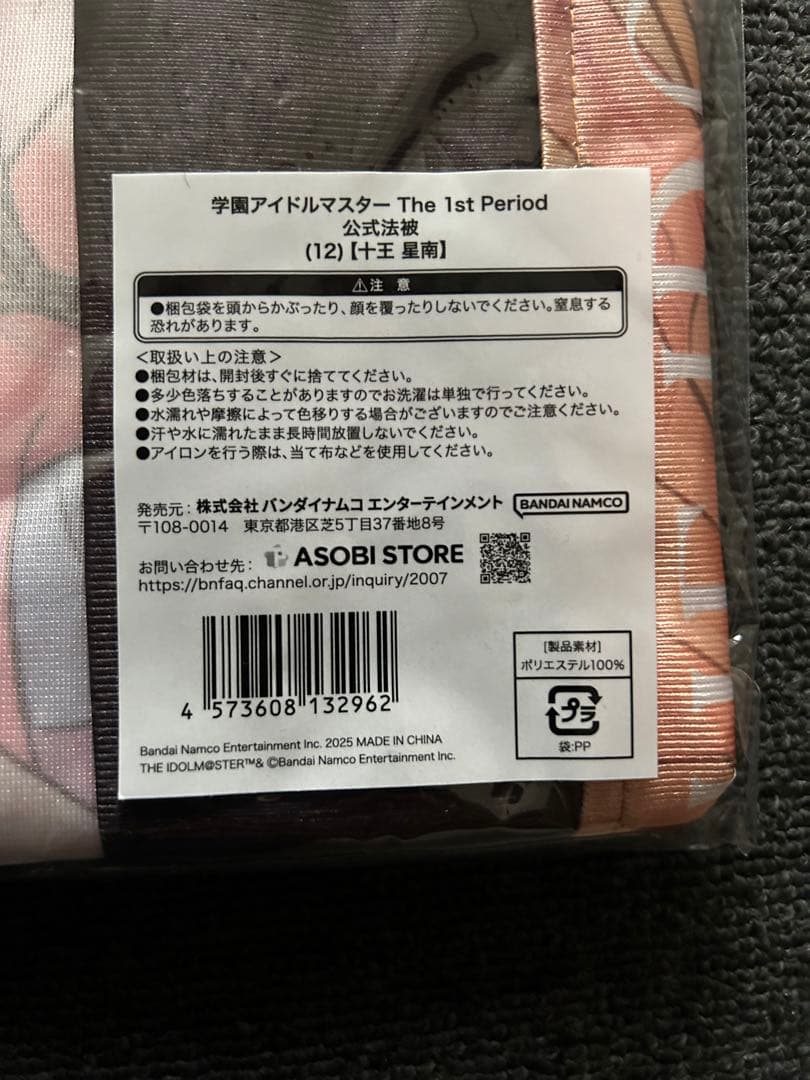 学園アイドルマスター The 1st Period
公式法被
(12)【十王 星南】
⚠注 意
●梱包袋を頭からかぶったり、顔を覆ったりしないでください。窒息する
恐れがあります。
＜取扱い上の注意＞
●梱包材は、開封後すぐに捨ててください。
●多少色落ちすることがありますのでお洗濯は単独で行ってください。
●水濡れや摩擦によって色移りする場合がございますのでご注意ください。
●汗や水に濡れたまま長時間放置しないでください。
●アイロンを行う際は、当て布などを使用してください。
発売元：株式会社 バンダイナムコ エンターテインメント BANDAI NAMCO
〒108-0014 東京都港区芝5丁目37番地8号
お問い合わせ先： ASOBI STORE
https://bnfaq.channel.or.jp/inquiry/2007
4 573608 132962
[製品素材]
ポリエステル100%
プラ
袋:PP
Bandai Namco Entertainment Inc. 2025 MADE IN CHINA
THE IDOLM@STER™& ©Bandai Namco Entertainment Inc.